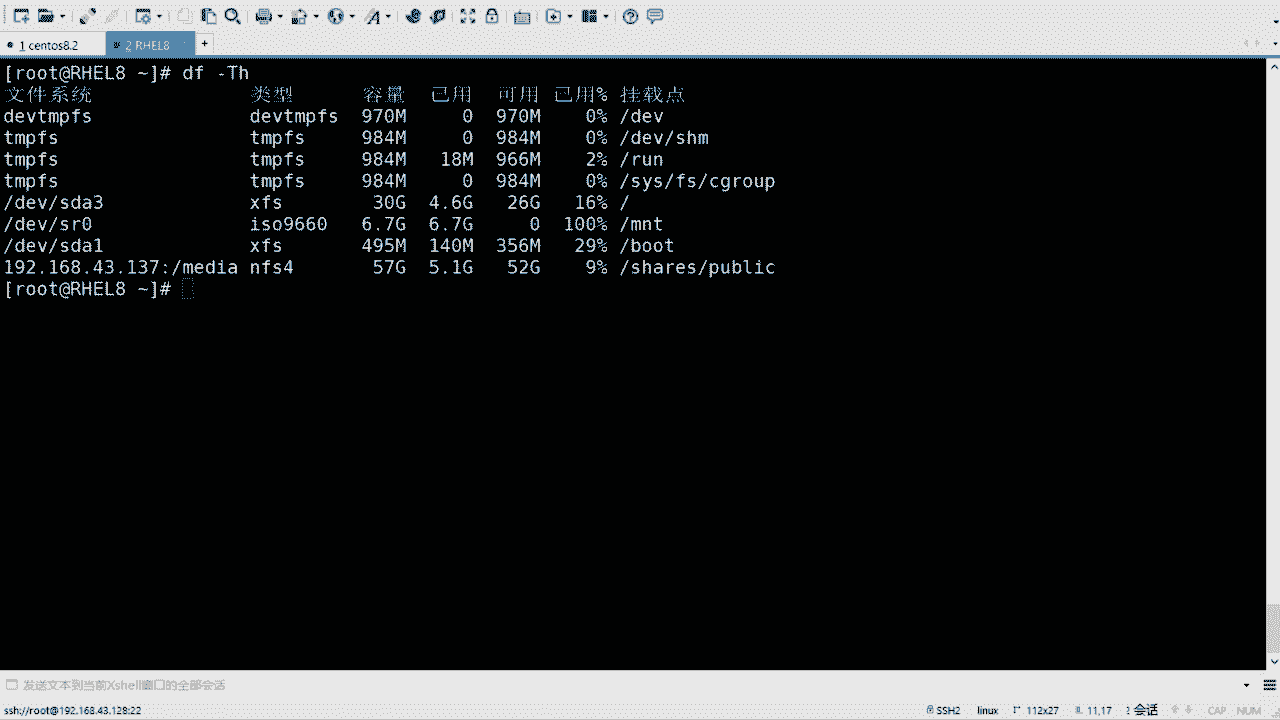 1 centos8.2
2 RHEL8
+
[root@RHEL8 ~]# df -Th
文件系统 类型 容量 已用 可用 已用% 挂载点
devtmpfs devtmpfs 970M 0 970M 0% /dev
tmpfs tmpfs 984M 0 984M 0% /dev/shm
tmpfs tmpfs 984M 18M 966M 2% /run
tmpfs tmpfs 984M 0 984M 0% /sys/fs/cgroup
/dev/sda3 xfs 30G 4.6G 26G 16% /
/dev/sr0 iso9660 6.7G 6.7G 0 100% /mnt
/dev/sda1 xfs 495M 140M 356M 29% /boot
192.168.43.137:/media nfs4 57G 5.1G 52G 9% /shares/public
[root@RHEL8 ~]#
发送文本到当前Xshell窗口的全部会话
ssh://root@192.168.43.128:22 SSH2 linux 112x27 11,17 会话 CAP NUM